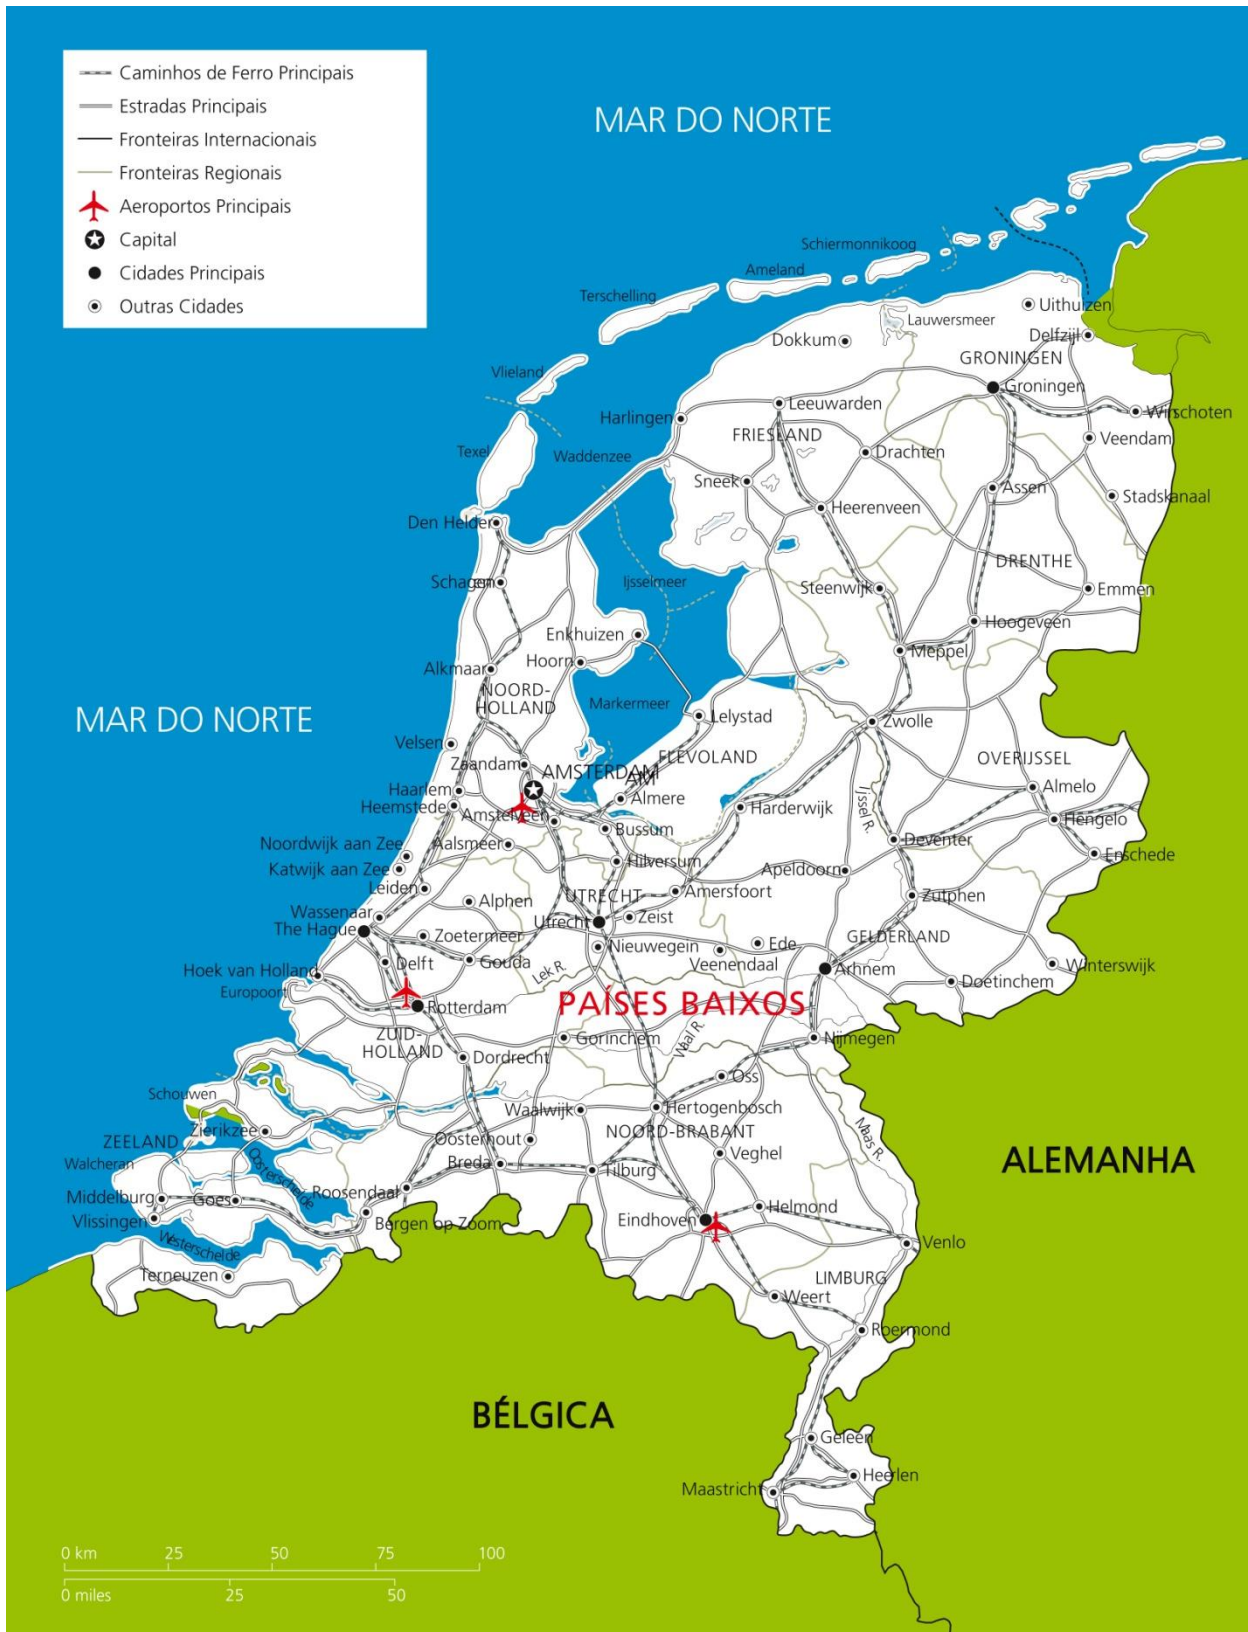 Caminhos de Ferro Principais
Estradas Principais
Fronteiras Internacionais
Fronteiras Regionais
Aeroportos Principais
Capital
Cidades Principais
Outras Cidades
MAR DO NORTE
Schiermonnikoog
Ameland
Terschelling
Uithuizen
Lauwersmeer
Dokkum
Delfzijl
GRONINGEN
Vlieland
Groningen
Leeuwarden
Winschoten
Harlingen
FRIESLAND
Veendam
Texel
Waddenzee
Drachten
Sneek
Assen
Stadskanaal
Heerenveen
Den Helder
DRENTHE
Schagen
Ijsselmeer
Steenwijk
Emmen
Hoogeveen
Enkhuizen
Meppel
Hoorn
Alkmaar
NOORD-
HOLLAND
Markermeer
MAR DO NORTE
Lelystad
Zwolle
Velsen
FLEVOLAND
OVERIJSSEL
Zaandam
AMSTERDAM
AM
Haarlem
Almere
Almelo
Heemstede
Harderwijk
Ijssel R.
Amstelveen
Hengelo
Bussum
Noordwijk aan Zee
Aalsmeer
Deventer
Enschede
Katwijk aan Zee
Hilversum
Apeldoorn
Leiden
UTRECHT
Amersfoort
Zutphen
Alphen
Wassenaar
The Hague
Utrecht
Zeist
Zoetermeer
Nieuwegein
Ede
GELDERLAND
Veenendaal
Delft
Gouda
Lek R.
Arhnem
Winterswijk
Hoek van Holland
Doetinchem
Europoort
Rotterdam
PAÍSES BAIXOS
ZUID-
HOLLAND
Gorinchem
Waal R.
Nijmegen
Dordrecht
Oss
Schouwen
Waalwijk
Hertogenbosch
Zierikzee
ZEELAND
Oosterhout
NOORD-BRABANT
Maas R.
Veghel
Walcheran
Breda
Tilburg
ALEMANHA
Oosterschelde
Roosendaal
Middelburg
Goes
Helmond
Vlissingen
Bergen op Zoom
Eindhoven
Westerschelde
Venlo
Terneuzen
LIMBURG
Weert
Roermond
BÉLGICA
Geleen
Heerlen
Maastricht
0 km 25 50 75 100
0 miles 25 50